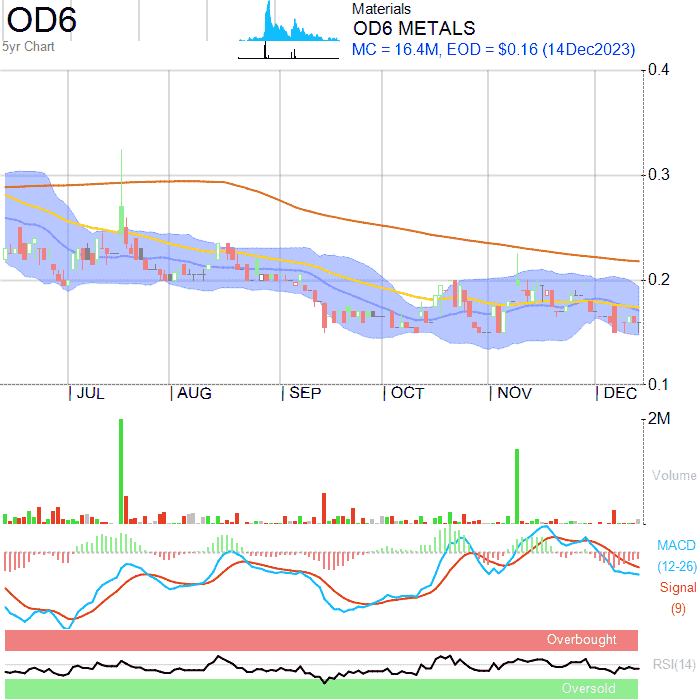 OD6
5yr Chart
Materials
OD6 METALS
MC = 16.4M, EOD = $0.16 (14Dec2023)
0.4
0.3
0.2
0.1
JUL AUG SEP OCT NOV DEC
2M
Volume
MACD
(12-26)
Signal
(9)
Overbought
RSI(14)
Oversold